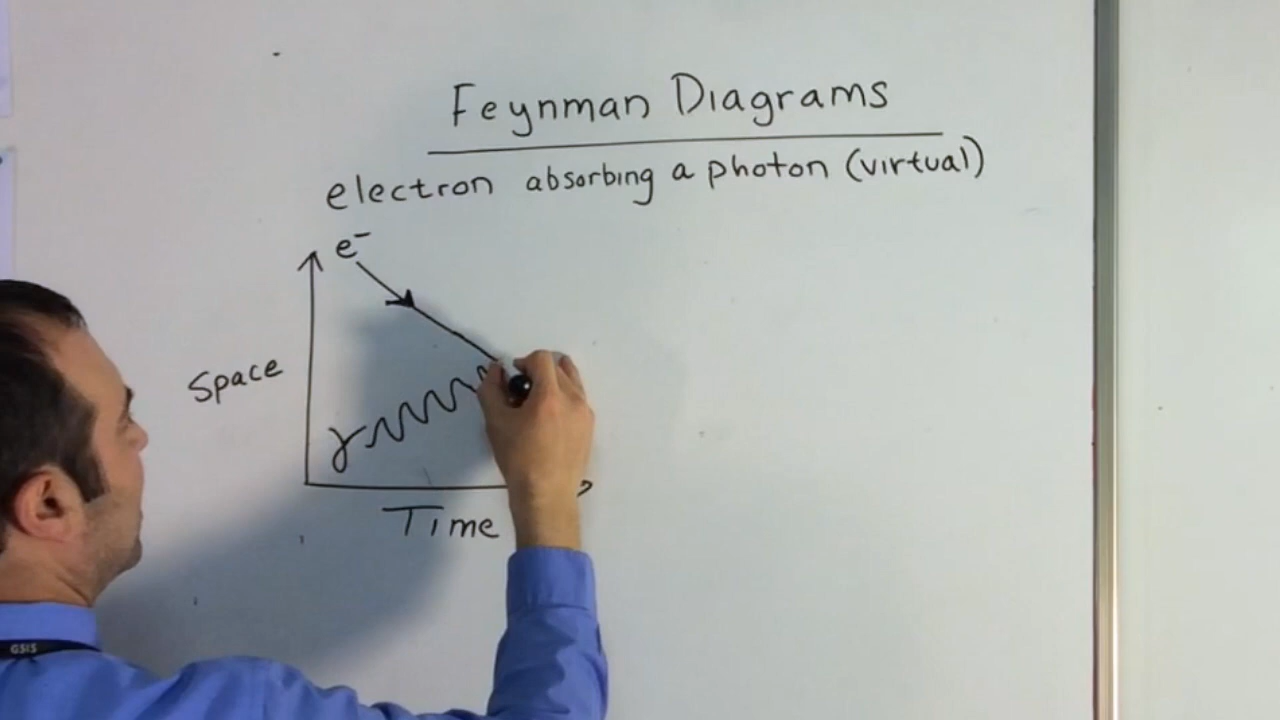 Feynman Diagrams
electron absorbing a photon (virtual)
e⁻
Space
γ
Time
GSIS